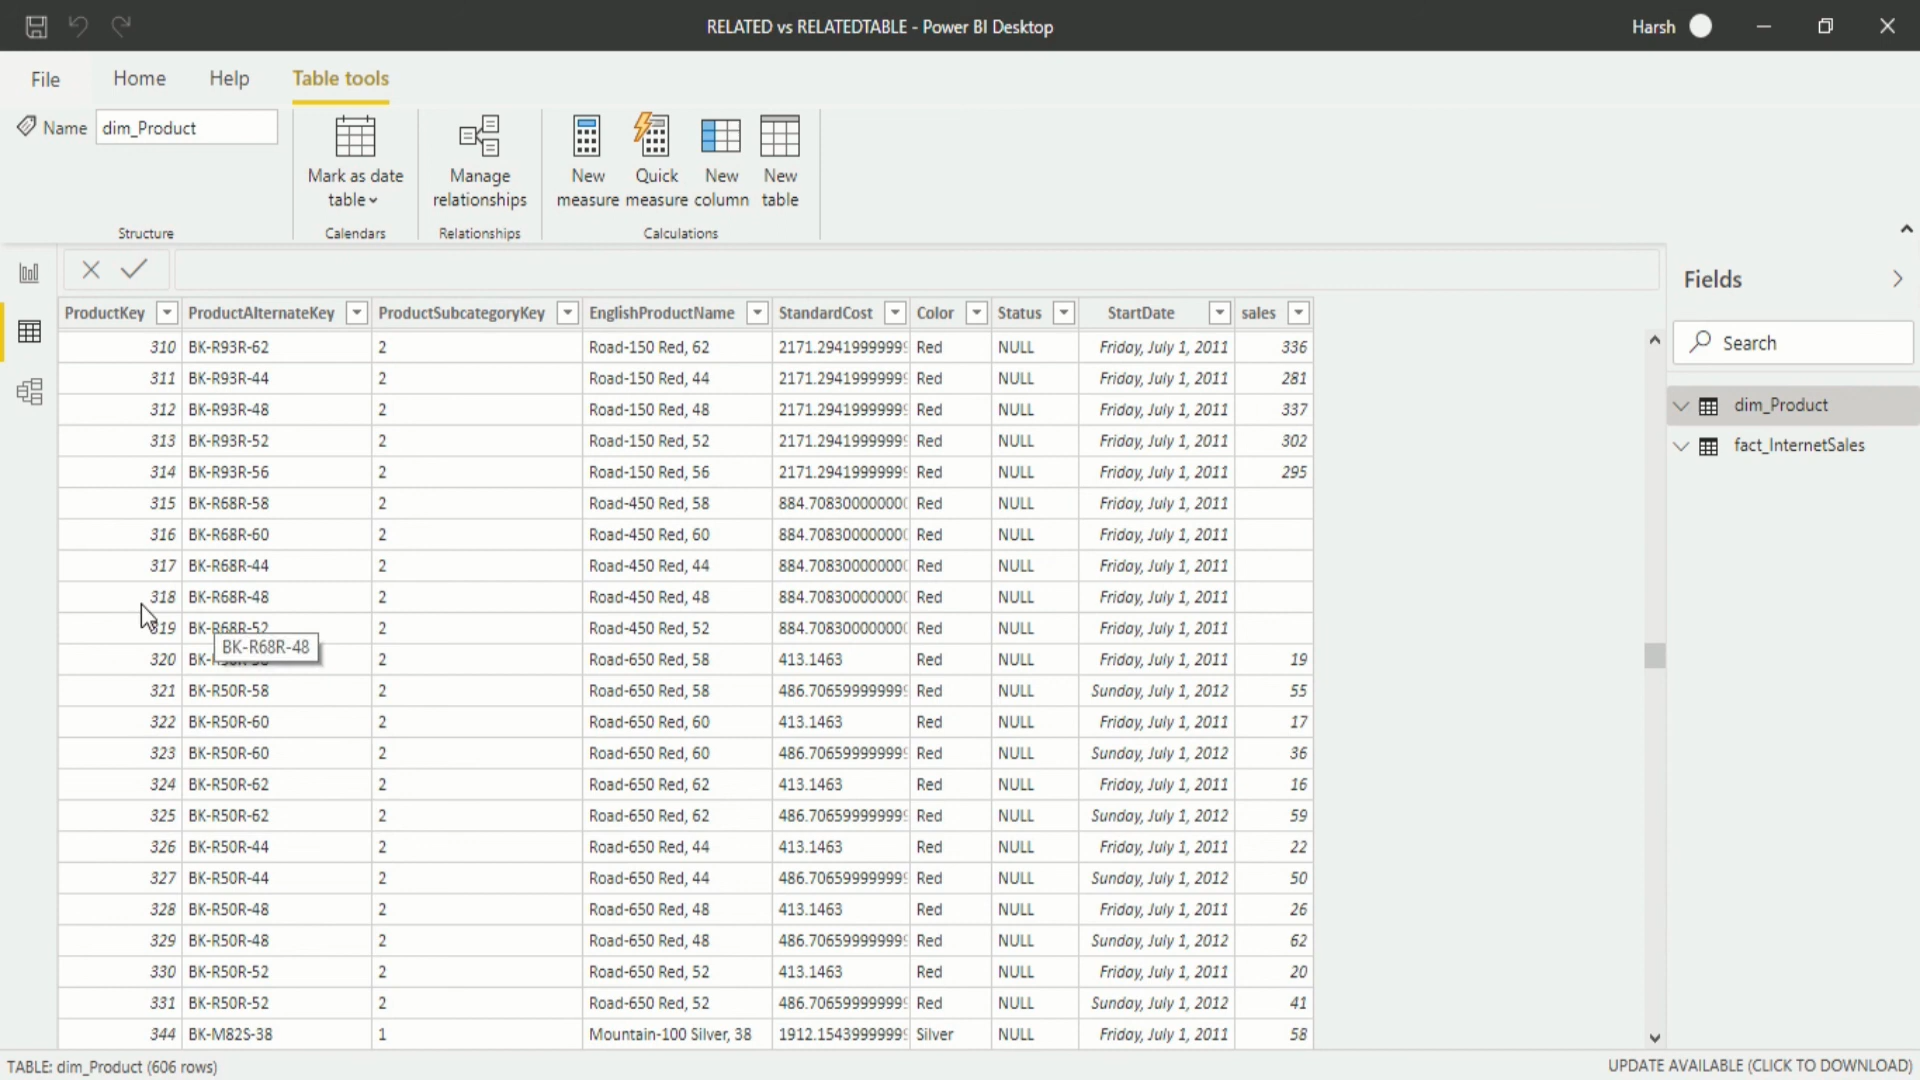 RELATED vs RELATEDTABLE - Power BI Desktop
Harsh
File Home Help Table tools
Name dim_Product
Mark as date table
Manage relationships
New measure
Quick measure
New column
New table
Structure Calendars Relationships Calculations
Fields
Search
dim_Product
fact_InternetSales
ProductKey ProductAlternateKey ProductSubcategoryKey EnglishProductName StandardCost Color Status StartDate sales
310 BK-R93R-62 2 Road-150 Red, 62 2171.2941999999 Red NULL Friday, July 1, 2011 336
311 BK-R93R-44 2 Road-150 Red, 44 2171.2941999999 Red NULL Friday, July 1, 2011 281
312 BK-R93R-48 2 Road-150 Red, 48 2171.2941999999 Red NULL Friday, July 1, 2011 337
313 BK-R93R-52 2 Road-150 Red, 52 2171.2941999999 Red NULL Friday, July 1, 2011 302
314 BK-R93R-56 2 Road-150 Red, 56 2171.2941999999 Red NULL Friday, July 1, 2011 295
315 BK-R68R-58 2 Road-450 Red, 58 884.70830000000 Red NULL Friday, July 1, 2011
316 BK-R68R-60 2 Road-450 Red, 60 884.70830000000 Red NULL Friday, July 1, 2011
317 BK-R68R-44 2 Road-450 Red, 44 884.70830000000 Red NULL Friday, July 1, 2011
318 BK-R68R-48 2 Road-450 Red, 48 884.70830000000 Red NULL Friday, July 1, 2011
319 BK-R68R-52 2 Road-450 Red, 52 884.70830000000 Red NULL Friday, July 1, 2011
BK-R68R-48
320 2 Road-650 Red, 58 413.1463 Red NULL Friday, July 1, 2011 19
321 BK-R50R-58 2 Road-650 Red, 58 486.70659999999 Red NULL Sunday, July 1, 2012 55
322 BK-R50R-60 2 Road-650 Red, 60 413.1463 Red NULL Friday, July 1, 2011 17
323 BK-R50R-60 2 Road-650 Red, 60 486.70659999999 Red NULL Sunday, July 1, 2012 36
324 BK-R50R-62 2 Road-650 Red, 62 413.1463 Red NULL Friday, July 1, 2011 16
325 BK-R50R-62 2 Road-650 Red, 62 486.70659999999 Red NULL Sunday, July 1, 2012 59
326 BK-R50R-44 2 Road-650 Red, 44 413.1463 Red NULL Friday, July 1, 2011 22
327 BK-R50R-44 2 Road-650 Red, 44 486.70659999999 Red NULL Sunday, July 1, 2012 50
328 BK-R50R-48 2 Road-650 Red, 48 413.1463 Red NULL Friday, July 1, 2011 26
329 BK-R50R-48 2 Road-650 Red, 48 486.70659999999 Red NULL Sunday, July 1, 2012 62
330 BK-R50R-52 2 Road-650 Red, 52 413.1463 Red NULL Friday, July 1, 2011 20
331 BK-R50R-52 2 Road-650 Red, 52 486.70659999999 Red NULL Sunday, July 1, 2012 41
344 BK-M82S-38 1 Mountain-100 Silver, 38 1912.1543999999 Silver NULL Friday, July 1, 2011 58
TABLE: dim_Product (606 rows)
UPDATE AVAILABLE (CLICK TO DOWNLOAD)